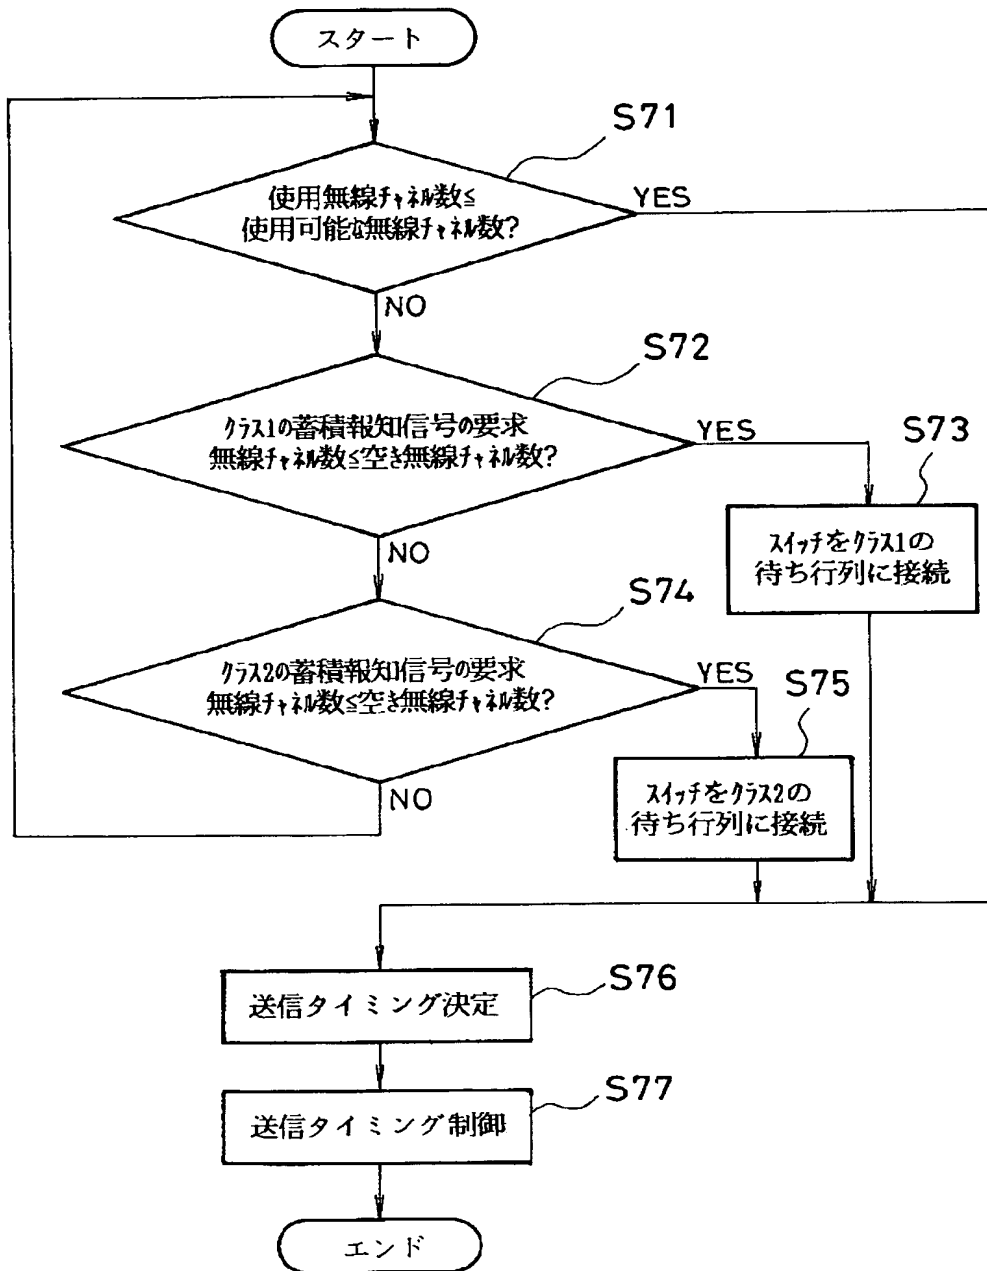 スタート
S71
使用無線ﾁｬﾈﾙ数≦
使用可能な無線ﾁｬﾈﾙ数?
YES
NO
S72
ｸﾗｽ1の蓄積報知信号の要求
無線ﾁｬﾈﾙ数≦空き無線ﾁｬﾈﾙ数?
YES
NO
S73
ｽｲｯﾁをｸﾗｽ1の
待ち行列に接続
S74
ｸﾗｽ2の蓄積報知信号の要求
無線ﾁｬﾈﾙ数≦空き無線ﾁｬﾈﾙ数?
YES
NO
S75
ｽｲｯﾁをｸﾗｽ2の
待ち行列に接続
S76
送信タイミング決定
S77
送信タイミング制御
エンド